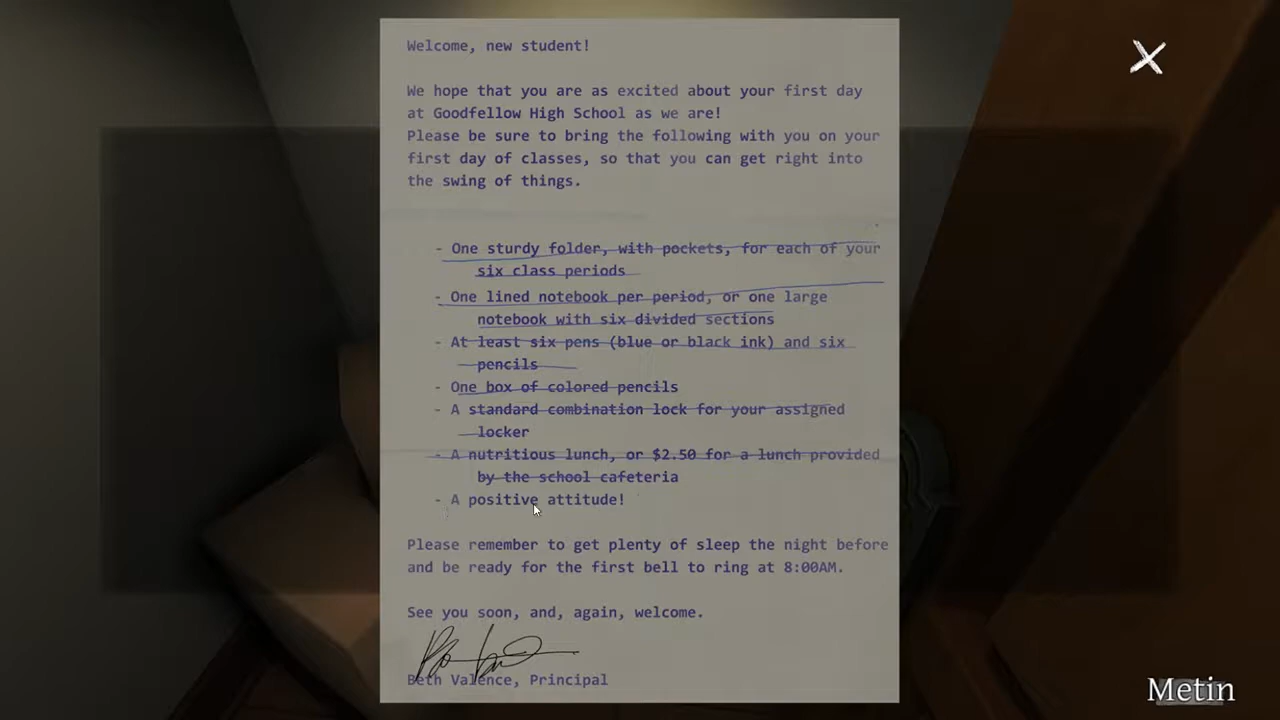 Welcome, new student!
We hope that you are as excited about your first day
at Goodfellow High School as we are!
Please be sure to bring the following with you on your
first day of classes, so that you can get right into
the swing of things.
- One sturdy folder, with pockets, for each of your
six class periods
- One lined notebook per period, or one large
notebook with six divided sections
- At least six pens (blue or black ink) and six
pencils
- One box of colored pencils
- A standard combination lock for your assigned
locker
- A nutritious lunch, or $2.50 for a lunch provided
by the school cafeteria
- A positive attitude!
Please remember to get plenty of sleep the night before
and be ready for the first bell to ring at 8:00AM.
See you soon, and, again, welcome.
Beth Valence, Principal
Metin